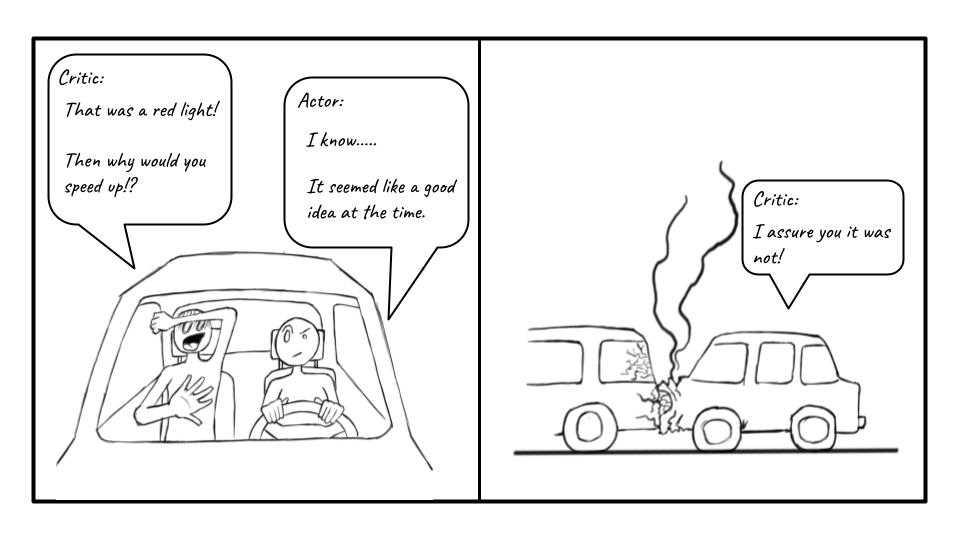 Critic:
That was a red light!
Then why would you
speed up!?
Actor:
I know.....
It seemed like a good
idea at the time.
Critic:
I assure you it was
not!